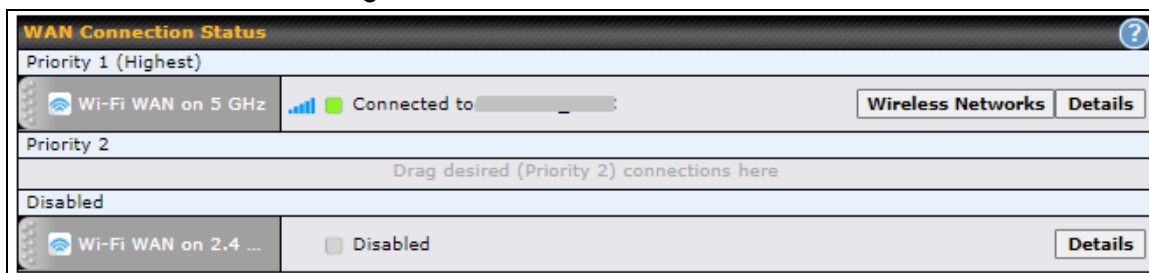 WAN Connection Status ?
Priority 1 (Highest)
Wi-Fi WAN on 5 GHz Connected to Wireless Networks Details
Priority 2
Drag desired (Priority 2) connections here
Disabled
Wi-Fi WAN on 2.4 ... Disabled Details